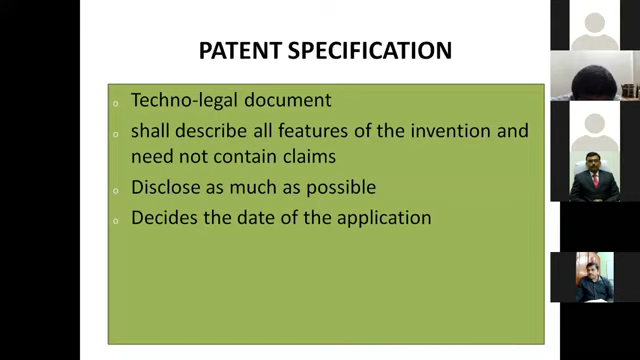 PATENT SPECIFICATION
o Techno-legal document
o shall describe all features of the invention and
need not contain claims
o Disclose as much as possible
o Decides the date of the application